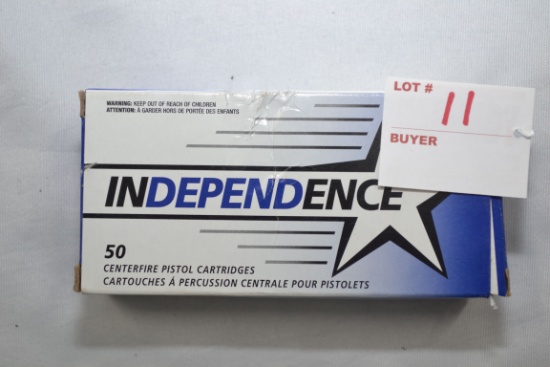 WARNING: KEEP OUT OF REACH OF CHILDREN
ATTENTION: À GARDER HORS DE PORTÉE DES ENFANTS
LOT # 11
BUYER
INDEPENDENCE
50
CENTERFIRE PISTOL CARTRIDGES
CARTOUCHES À PERCUSSION CENTRALE POUR PISTOLETS